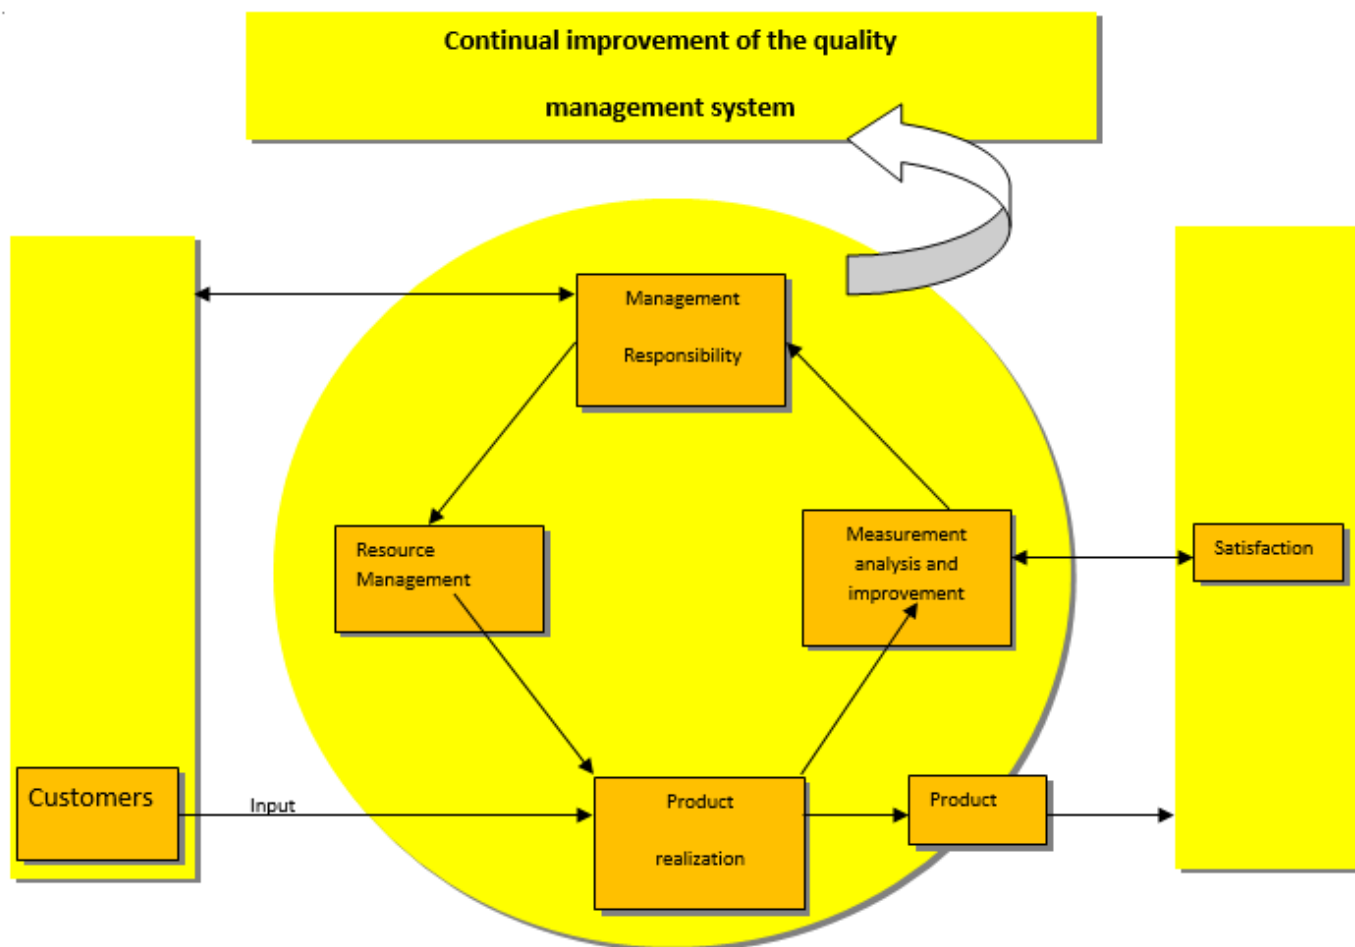 Continual improvement of the quality
management system
Management
Responsibility
Resource
Management
Measurement
analysis and
improvement
Satisfaction
Customers
Input
Product
realization
Product